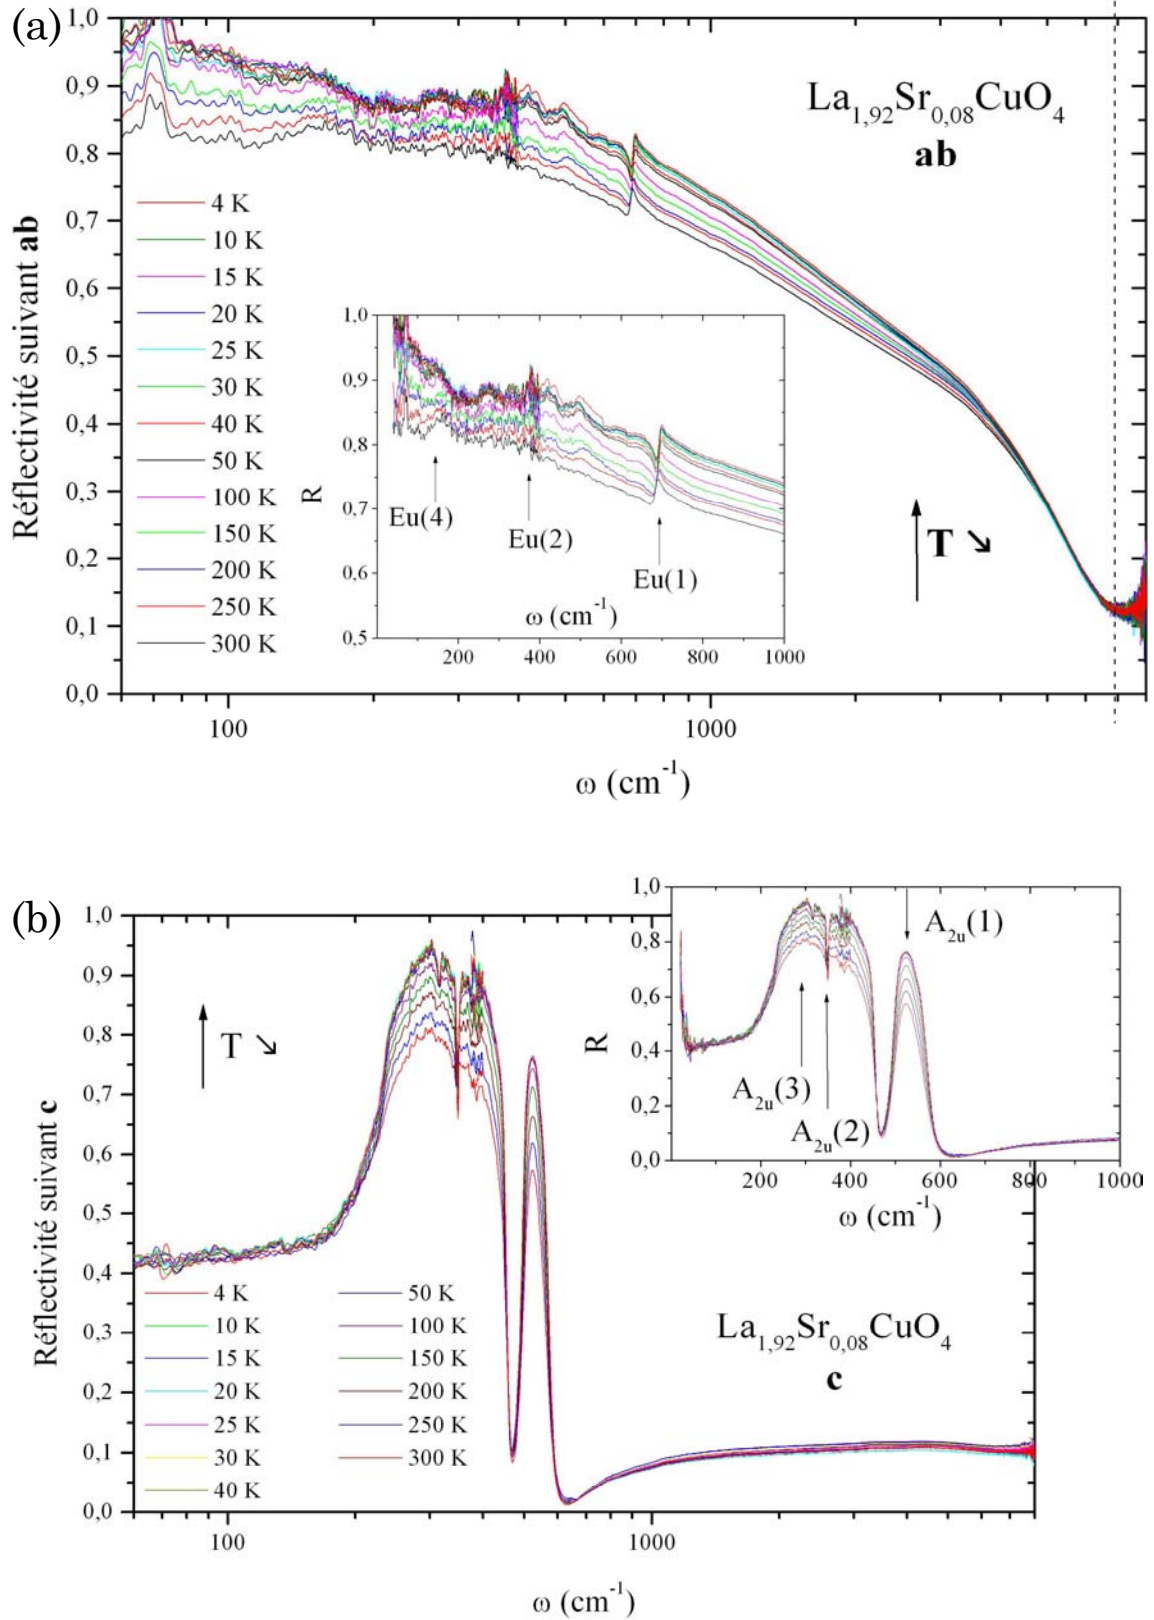 (a)
La1,92Sr0,08CuO4
ab
Réflectivité suivant ab
1,0
0,9
0,8
0,7
0,6
0,5
0,4
0,3
0,2
0,1
0,0
4 K
10 K
15 K
20 K
25 K
30 K
40 K
50 K
100 K
150 K
200 K
250 K
300 K
R
1.0
0.9
0.8
0.7
0,6
0.5
Eu(4)
Eu(2)
Eu(1)
ω (cm-1)
200 400 600 800 1000
T ↘
100 1000
ω (cm-1)
(b)
Réflectivité suivant c
1,0
0,9
0,8
0,7
0,6
0,5
0,4
0,3
0,2
0,1
0,0
T ↘
R
1,0
0,8
0,6
0,4
0,2
0,0
A2u(1)
A2u(3)
A2u(2)
200 400 600 800 1000
ω (cm-1)
4 K 50 K
10 K 100 K
15 K 150 K
20 K 200 K
25 K 250 K
30 K 300 K
40 K
La1,92Sr0,08CuO4
c
100 1000
ω (cm-1)